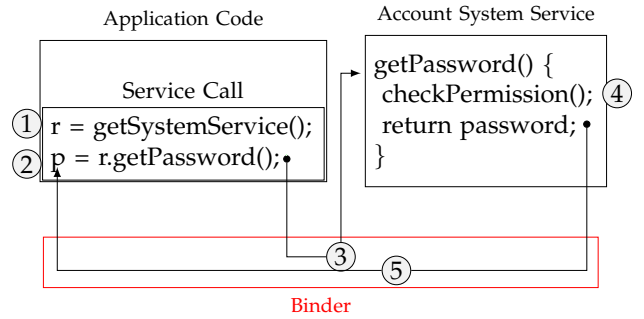 Application Code
Account System Service
Service Call
① r = getSystemService();
② p = r.getPassword();
getPassword() {
checkPermission(); ④
return password;
}
③
⑤
Binder